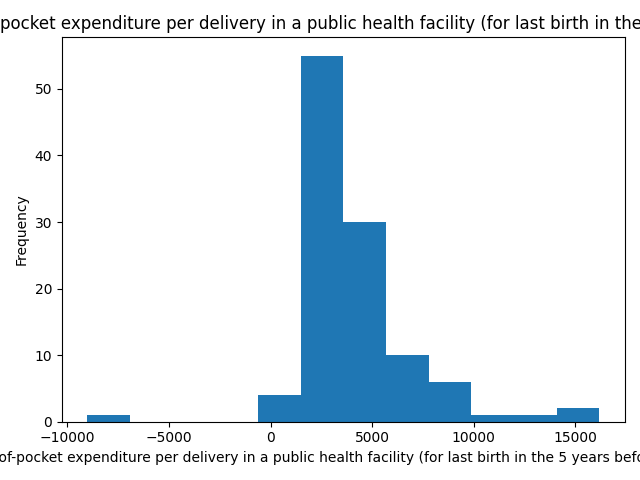 pocket expenditure per delivery in a public health facility (for last birth in the
50
40
30
20
10
0
Frequency
−10000 −5000 0 5000 10000 15000
of-pocket expenditure per delivery in a public health facility (for last birth in the 5 years befo